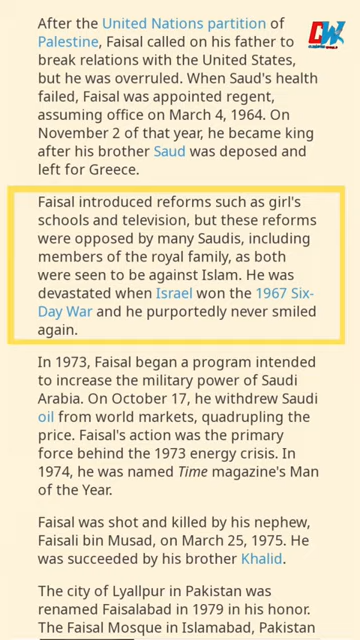 CW
After the United Nations partition of
Palestine, Faisal called on his father to
break relations with the United States,
but he was overruled. When Saud's health
failed, Faisal was appointed regent,
assuming office on March 4, 1964. On
November 2 of that year, he became king
after his brother Saud was deposed and
left for Greece.
Faisal introduced reforms such as girl's
schools and television, but these reforms
were opposed by many Saudis, including
members of the royal family, as both
were seen to be against Islam. He was
devastated when Israel won the 1967 Six-
Day War and he purportedly never smiled
again.
In 1973, Faisal began a program intended
to increase the military power of Saudi
Arabia. On October 17, he withdrew Saudi
oil from world markets, quadrupling the
price. Faisal's action was the primary
force behind the 1973 energy crisis. In
1974, he was named Time magazine's Man
of the Year.
Faisal was shot and killed by his nephew,
Faisali bin Musad, on March 25, 1975. He
was succeeded by his brother Khalid.
The city of Lyallpur in Pakistan was
renamed Faisalabad in 1979 in his honor.
The Faisal Mosque in Islamabad, Pakistan